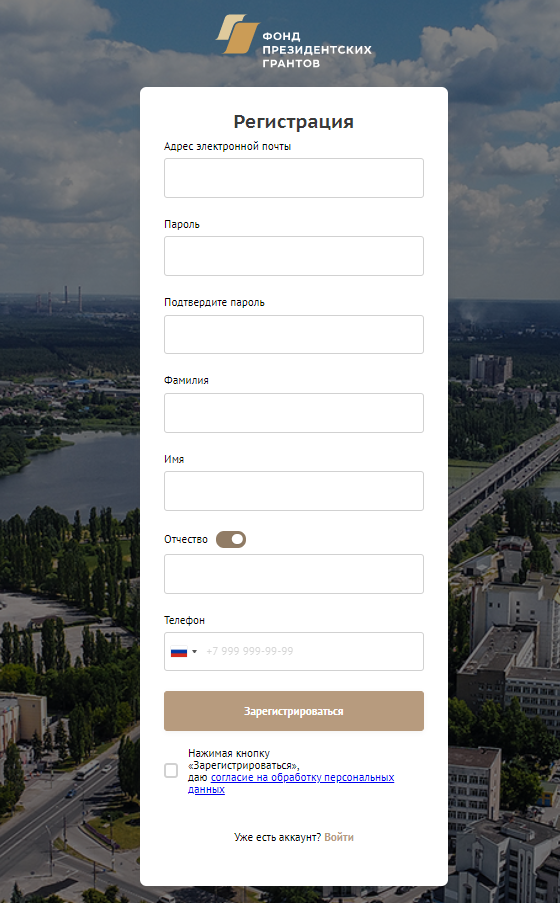 ФОНД
ПРЕЗИДЕНТСКИХ
ГРАНТОВ
Регистрация
Адрес электронной почты
Пароль
Подтвердите пароль
Фамилия
Имя
Отчество
Телефон
+7 999 999-99-99
Зарегистрироваться
Нажимая кнопку
«Зарегистрироваться»,
даю согласие на обработку персональных
данных
Уже есть аккаунт? Войти